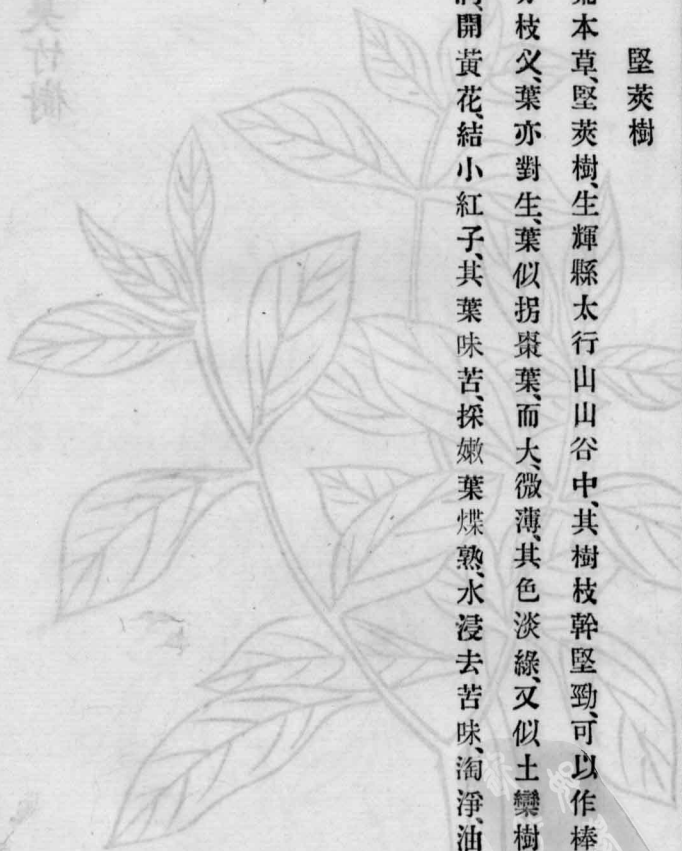 堅莢樹
本草、堅莢樹、生輝縣太行山山谷中、其樹枝幹堅勁、可以作棒
枝父、葉亦對生、葉似拐棗葉、而大、微薄、其色淡綠、又似土欒樹
開黃花、結小紅子、其葉味苦、採嫩葉煠熟、水浸去苦味、淘淨、油